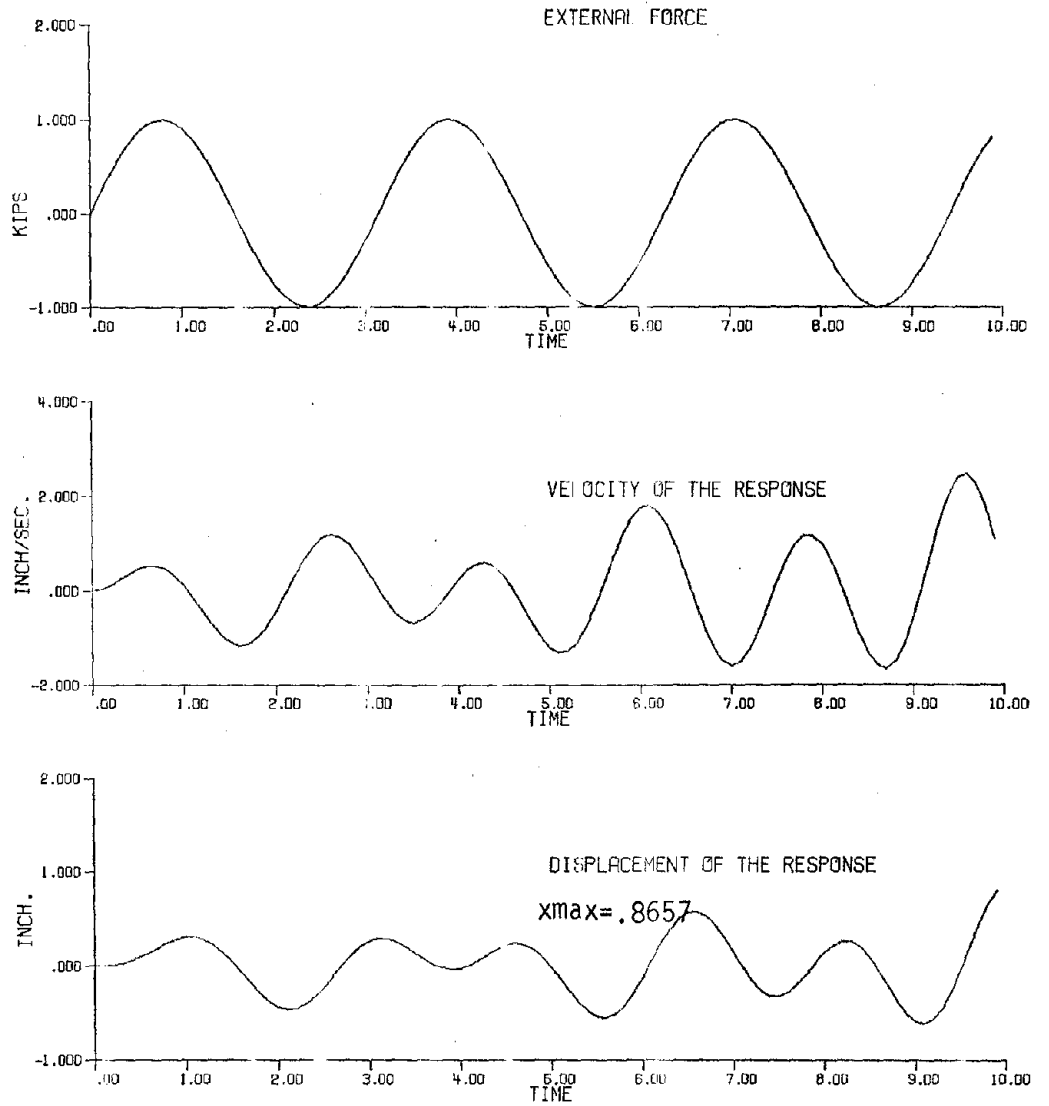 EXTERNAL FORCE
2.000
1.000
.000
-1.000
KIPS
.00 1.00 2.00 3.00 4.00 5.00 6.00 7.00 8.00 9.00 10.00
TIME
4.000
2.000
.000
-2.000
INCH/SEC.
VELOCITY OF THE RESPONSE
.00 1.00 2.00 3.00 4.00 5.00 6.00 7.00 8.00 9.00 10.00
TIME
2.000
1.000
.000
-1.000
INCH.
DISPLACEMENT OF THE RESPONSE
xmax=.8657
.00 1.00 2.00 3.00 4.00 5.00 6.00 7.00 8.00 9.00 10.00
TIME